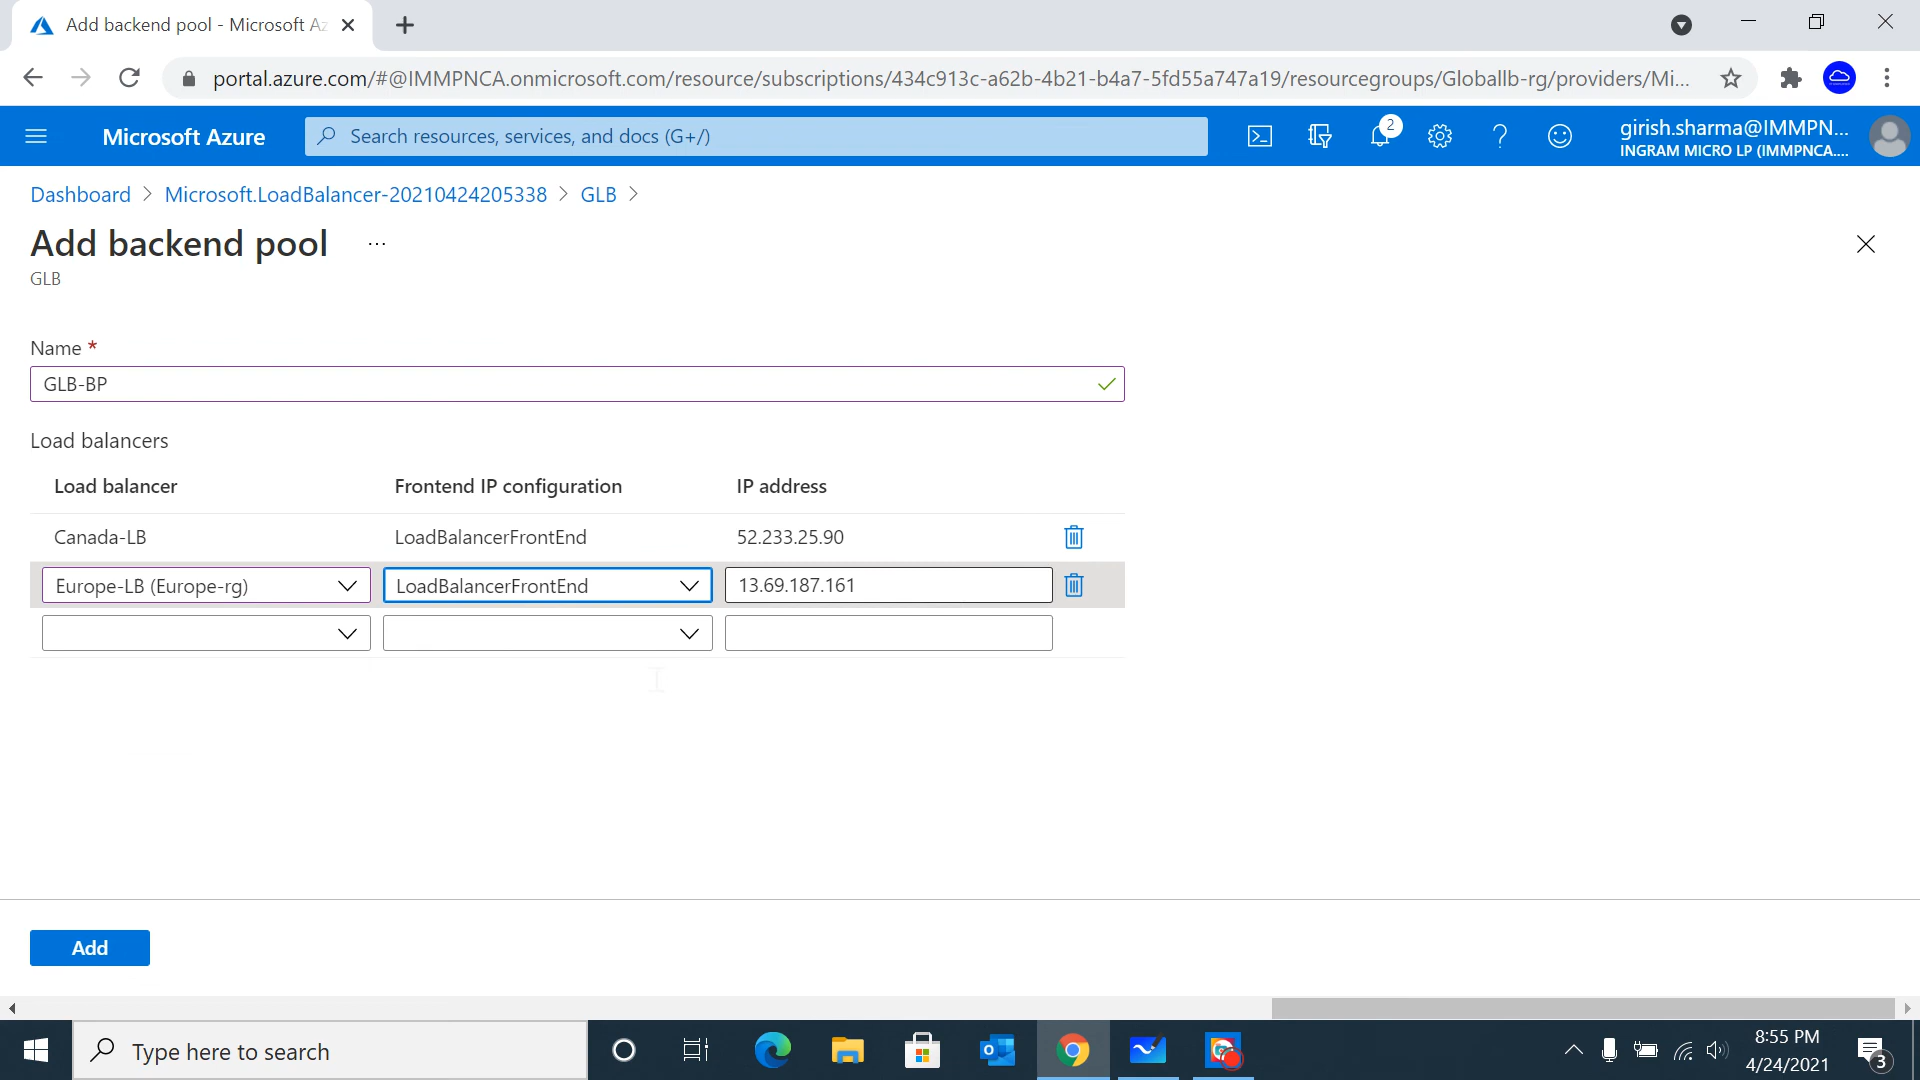 Add backend pool - Microsoft Az
portal.azure.com/#@IMMPNCA.onmicrosoft.com/resource/subscriptions/434c913c-a62b-4b21-b4a7-5fd55a747a19/resourcegroups/Globallb-rg/providers/Mi...
Microsoft Azure
Search resources, services, and docs (G+/)
2
girish.sharma@IMMPN...
INGRAM MICRO LP (IMMPNCA....
Dashboard > Microsoft.LoadBalancer-20210424205338 > GLB >
Add backend pool ...
GLB
Name *
GLB-BP
Load balancers
Load balancer Frontend IP configuration IP address
Canada-LB LoadBalancerFrontEnd 52.233.25.90
Europe-LB (Europe-rg) LoadBalancerFrontEnd 13.69.187.161
Add
Type here to search
8:55 PM
4/24/2021
3